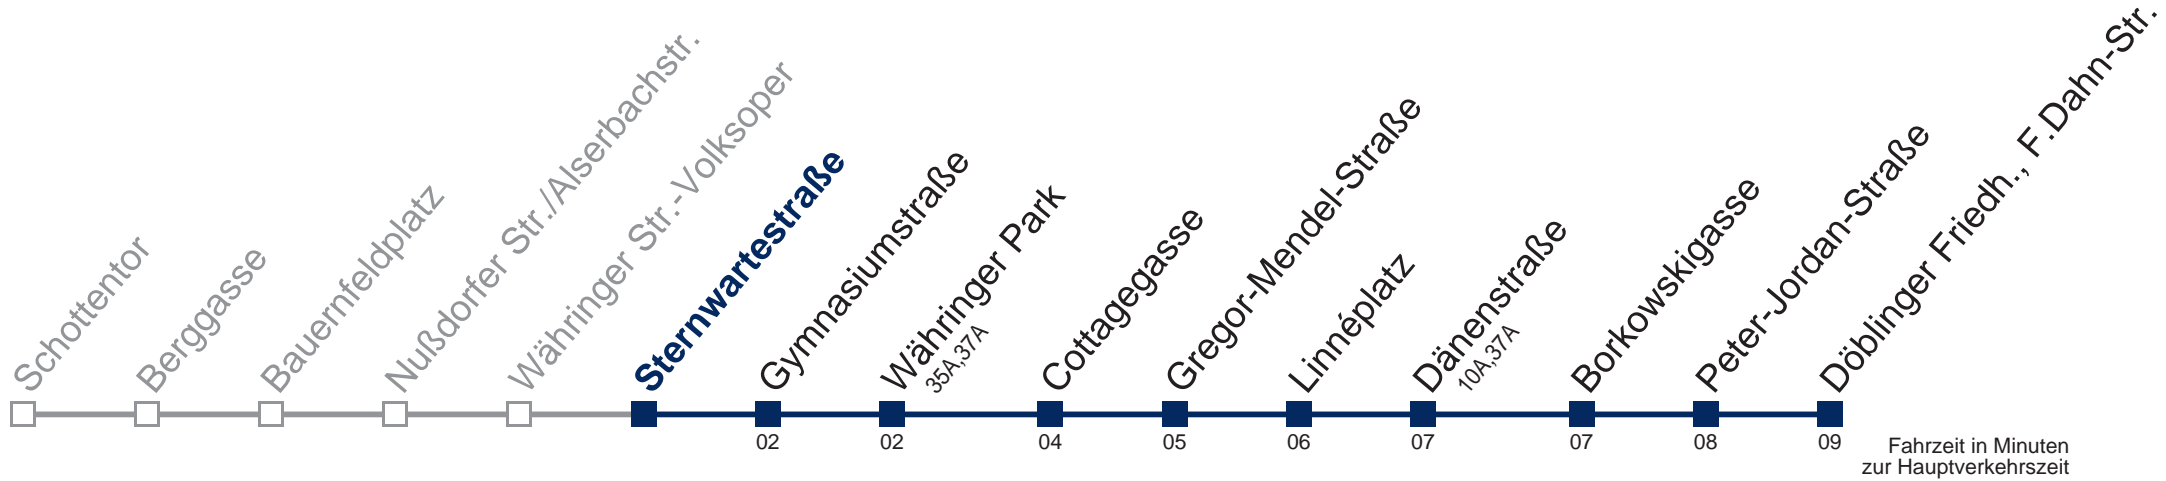 Schottentor
Berggasse
Bauernfeldplatz
Nußdorfer Str./Alserbachstr.
Währinger Str.-Volksoper
Sternwartestraße
Gymnasiumstraße
Währinger Park
35A,37A
Cottagegasse
Gregor-Mendel-Straße
Linnéplatz
Dänenstraße
10A,37A
Borkowskigasse
Peter-Jordan-Straße
Döblinger Friedh., F.Dahn-Str.
02 02 04 05 06 07 07 08 09
Fahrzeit in Minuten
zur Hauptverkehrszeit